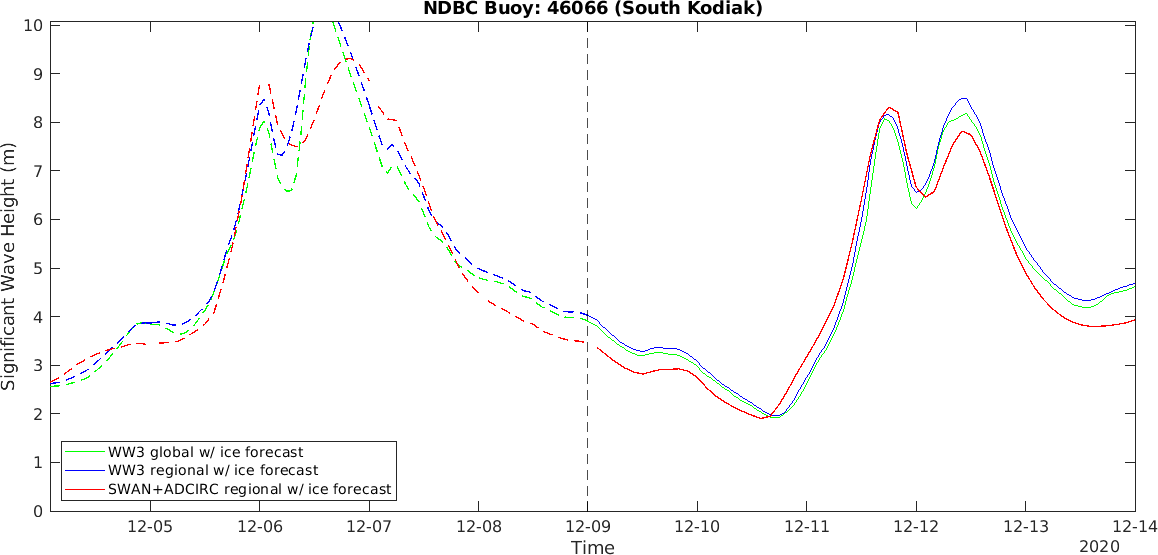 NDBC Buoy: 46066 (South Kodiak)
10
9
8
7
6
5
4
3
2
1
0
Significant Wave Height (m)
WW3 global w/ ice forecast
WW3 regional w/ ice forecast
SWAN+ADCIRC regional w/ ice forecast
12-05 12-06 12-07 12-08 12-09 12-10 12-11 12-12 12-13 12-14
Time
2020